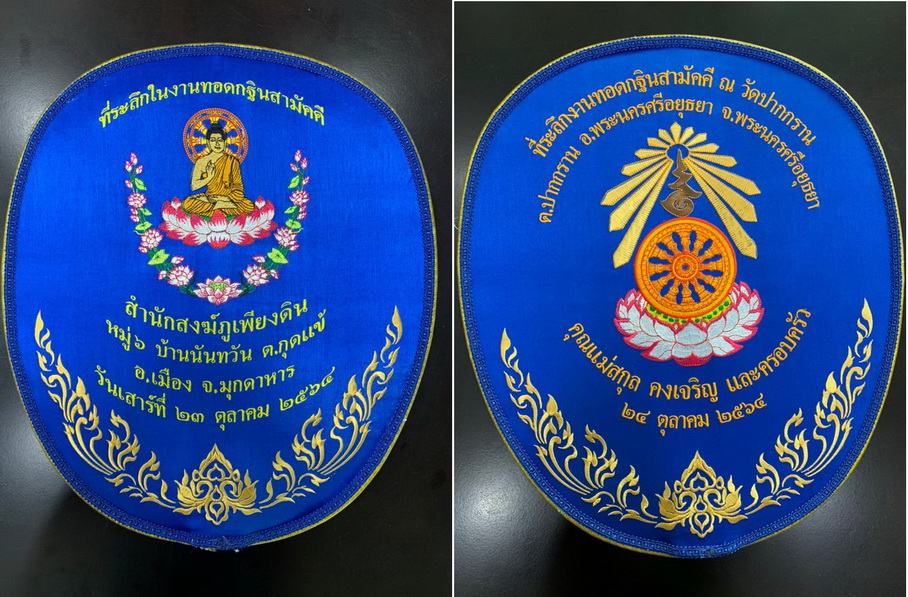 ที่ระลึกในงานทอดกฐินสามัคคี
สำนักสงฆ์ภูเพียงดิน
หมู่๖ บ้านนันทวัน ต.กุดแข้
อ.เมือง จ.มุกดาหาร
วันเสาร์ที่ ๒๓ ตุลาคม ๒๕๖๔
ที่ระลึกงานทอดกฐินสามัคคี ณ วัดปากกราน
ต.ปากกราน อ.พระนครศรีอยุธยา จ.พระนครศรีอยุธยา
คุณแม่สกุล คงเจริญ และครอบครัว
๒๔ ตุลาคม ๒๕๖๔